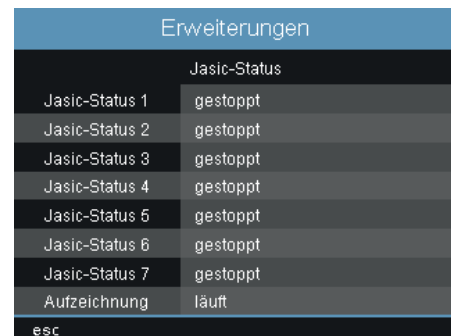 Erweiterungen
Jasic-Status
Jasic-Status 1 gestoppt
Jasic-Status 2 gestoppt
Jasic-Status 3 gestoppt
Jasic-Status 4 gestoppt
Jasic-Status 5 gestoppt
Jasic-Status 6 gestoppt
Jasic-Status 7 gestoppt
Aufzeichnung läuft
esc